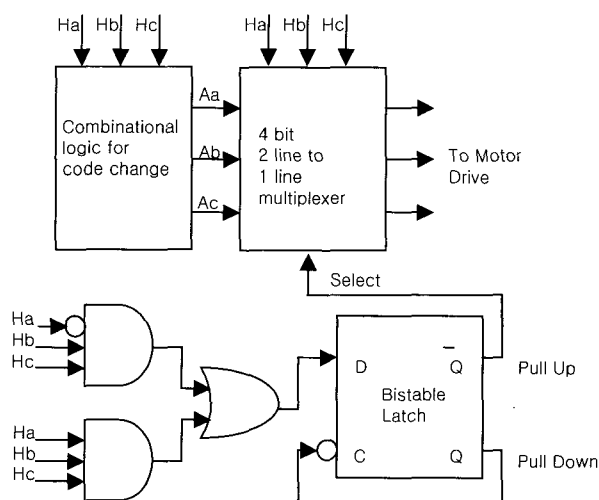 Ha Hb Hc Ha Hb Hc
Combinational
logic for
code change
Aa
Ab
Ac
4 bit
2 line to
1 line
multiplexer
To Motor
Drive
Select
Ha
Hb
Hc
Ha
Hb
Hc
D
Q
Bistable
Latch
C
Q
Pull Up
Pull Down